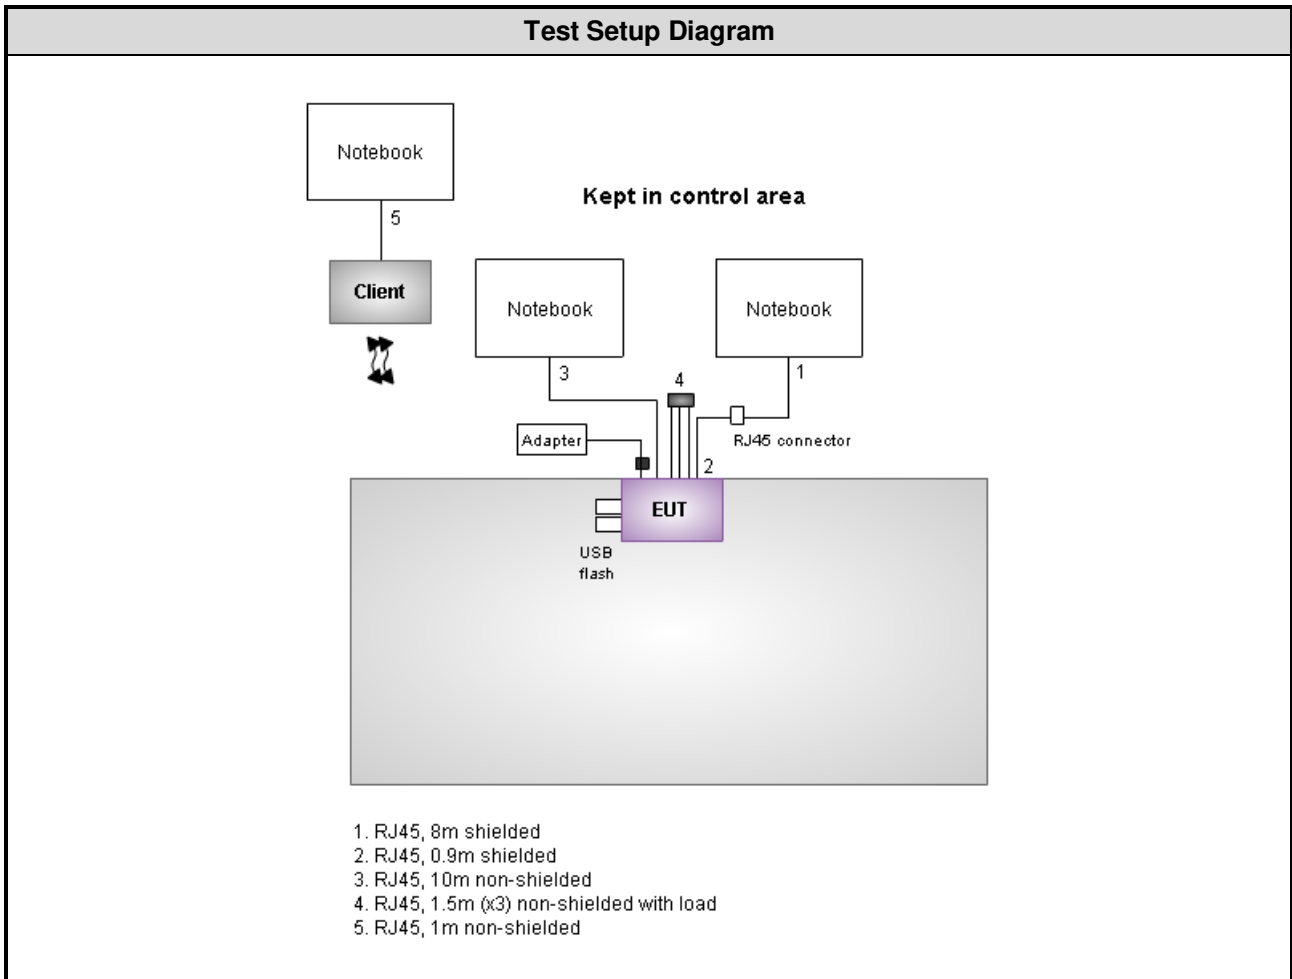 Test Setup Diagram
Notebook
5
Kept in control area
Client
Notebook
Notebook
3
4
1
Adapter
RJ45 connector
2
EUT
USB
flash
1. RJ45, 8m shielded
2. RJ45, 0.9m shielded
3. RJ45, 10m non-shielded
4. RJ45, 1.5m (x3) non-shielded with load
5. RJ45, 1m non-shielded